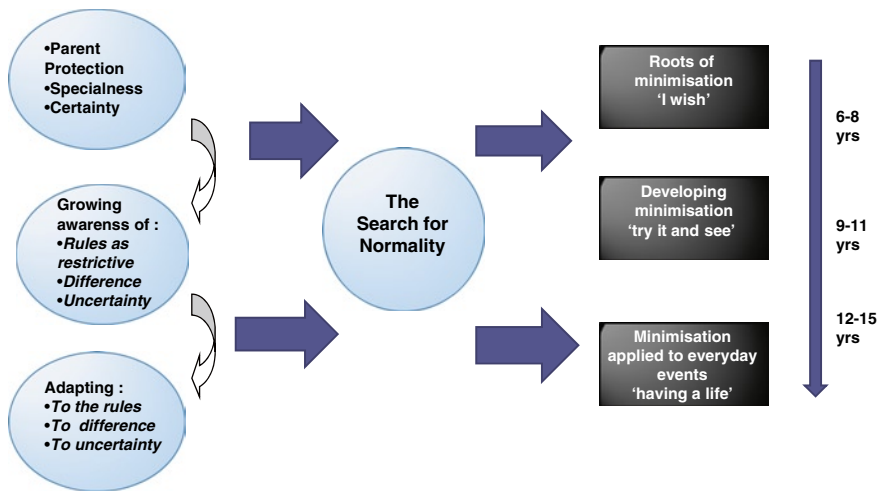 •Parent
Protection
•Specialness
•Certainty
Growing
awarenss of :
•Rules as
restrictive
•Difference
•Uncertainty
Adapting :
•To the rules
•To difference
•To uncertainty
The
Search for
Normality
Roots of
minimisation
‘I wish’
Developing
minimisation
‘try it and see’
Minimisation
applied to everyday
events
‘having a life’
6-8
yrs
9-11
yrs
12-15
yrs